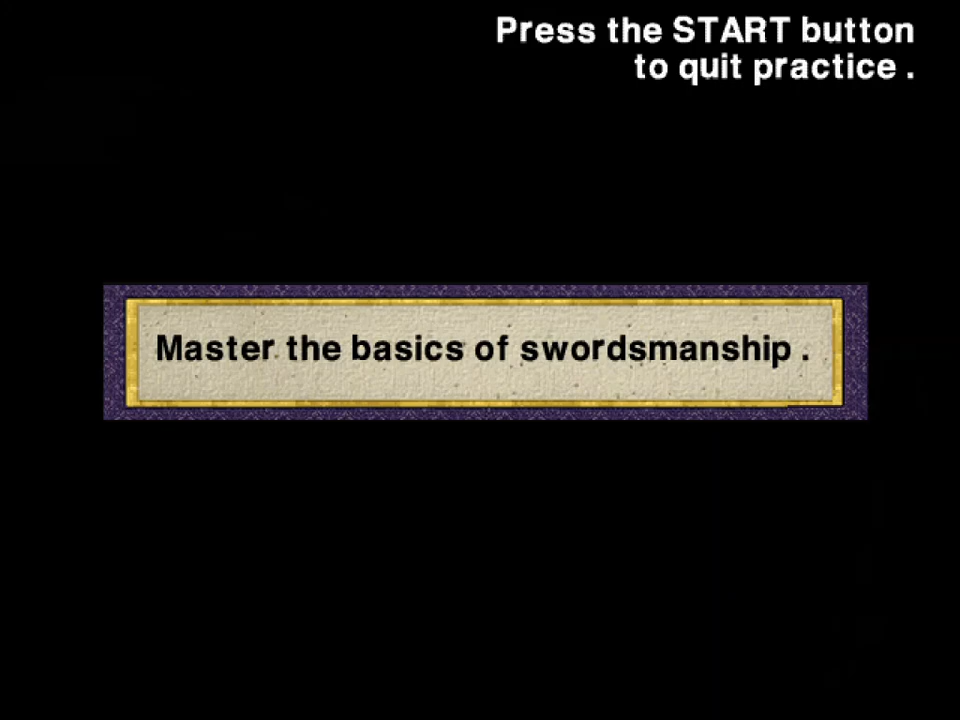 Press the START button
to quit practice .
Master the basics of swordsmanship .